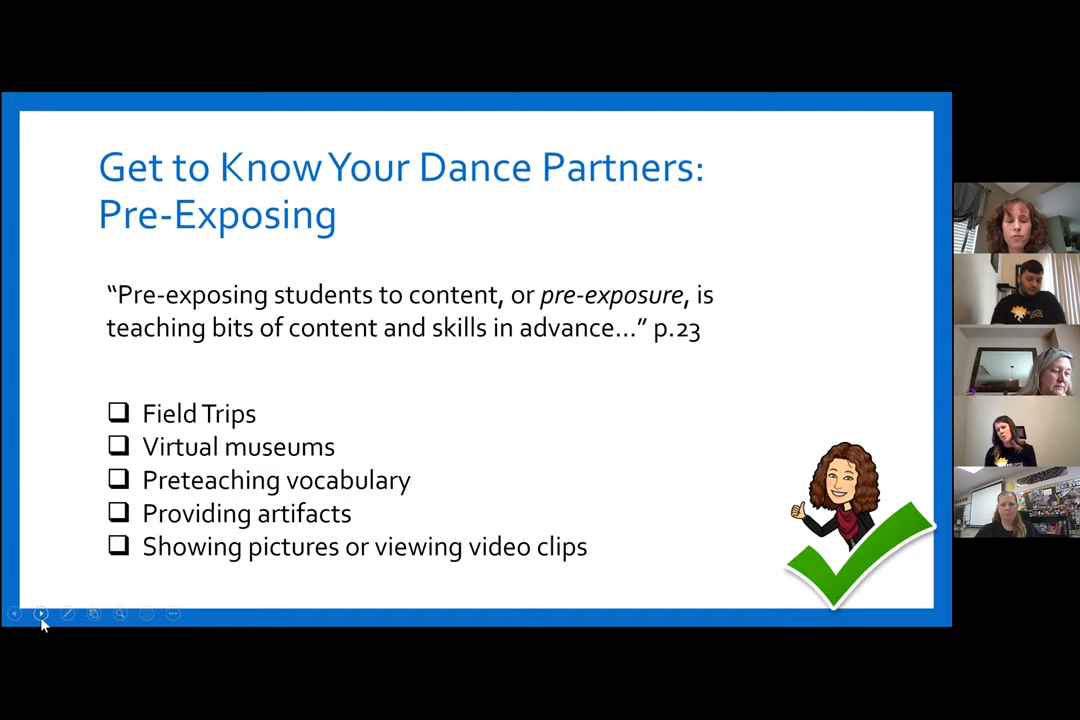 Get to Know Your Dance Partners:
Pre-Exposing
“Pre-exposing students to content, or pre-exposure, is
teaching bits of content and skills in advance...” p.23
Field Trips
Virtual museums
Preteaching vocabulary
Providing artifacts
Showing pictures or viewing video clips